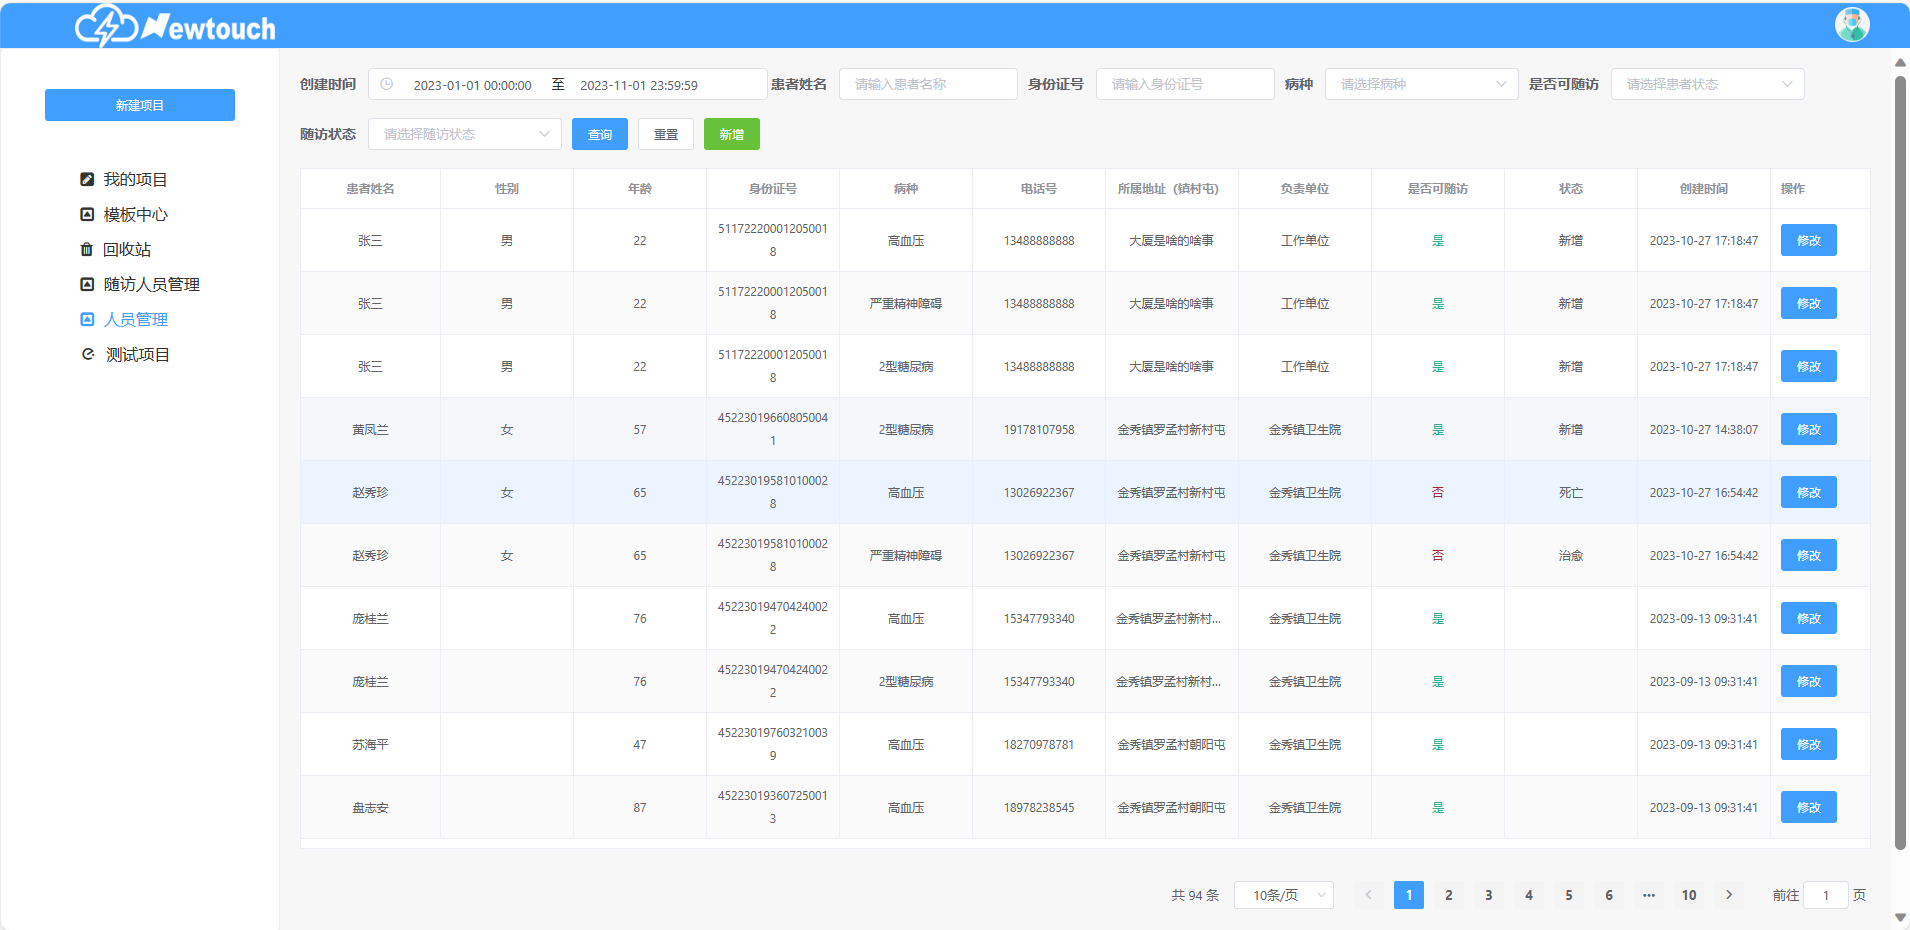 Newtouch
新建项目
我的项目
模板中心
回收站
随访人员管理
人员管理
测试项目
创建时间 2023-01-01 00:00:00 至 2023-11-01 23:59:59 患者姓名 请输入患者名称 身份证号 请输入身份证号 病种 请选择病种 是否可随访 请选择患者状态
随访状态 请选择随访状态 查询 重置 新增
患者姓名 性别 年龄 身份证号 病种 电话号 所属地址（镇村屯） 负责单位 是否可随访 状态 创建时间 操作
张三 男 22 511722200012050018 高血压 13488888888 大厦是啥的啥事 工作单位 是 新增 2023-10-27 17:18:47 修改
张三 男 22 511722200012050018 严重精神障碍 13488888888 大厦是啥的啥事 工作单位 是 新增 2023-10-27 17:18:47 修改
张三 男 22 511722200012050018 2型糖尿病 13488888888 大厦是啥的啥事 工作单位 是 新增 2023-10-27 17:18:47 修改
黄凤兰 女 57 452230196608050041 2型糖尿病 19178107958 金秀镇罗孟村新村屯 金秀镇卫生院 是 新增 2023-10-27 14:38:07 修改
赵秀珍 女 65 452230195810100028 高血压 13026922367 金秀镇罗孟村新村屯 金秀镇卫生院 否 死亡 2023-10-27 16:54:42 修改
赵秀珍 女 65 452230195810100028 严重精神障碍 13026922367 金秀镇罗孟村新村屯 金秀镇卫生院 否 治愈 2023-10-27 16:54:42 修改
庞桂兰 76 452230194704240022 高血压 15347793340 金秀镇罗孟村新村... 金秀镇卫生院 是 2023-09-13 09:31:41 修改
庞桂兰 76 452230194704240022 2型糖尿病 15347793340 金秀镇罗孟村新村... 金秀镇卫生院 是 2023-09-13 09:31:41 修改
苏海平 47 452230197603210039 高血压 18270978781 金秀镇罗孟村朝阳屯 金秀镇卫生院 是 2023-09-13 09:31:41 修改
盘志安 87 452230193607250013 高血压 18978238545 金秀镇罗孟村朝阳屯 金秀镇卫生院 是 2023-09-13 09:31:41 修改
共 94 条 10条/页 1 2 3 4 5 6 ... 10 前往 1 页